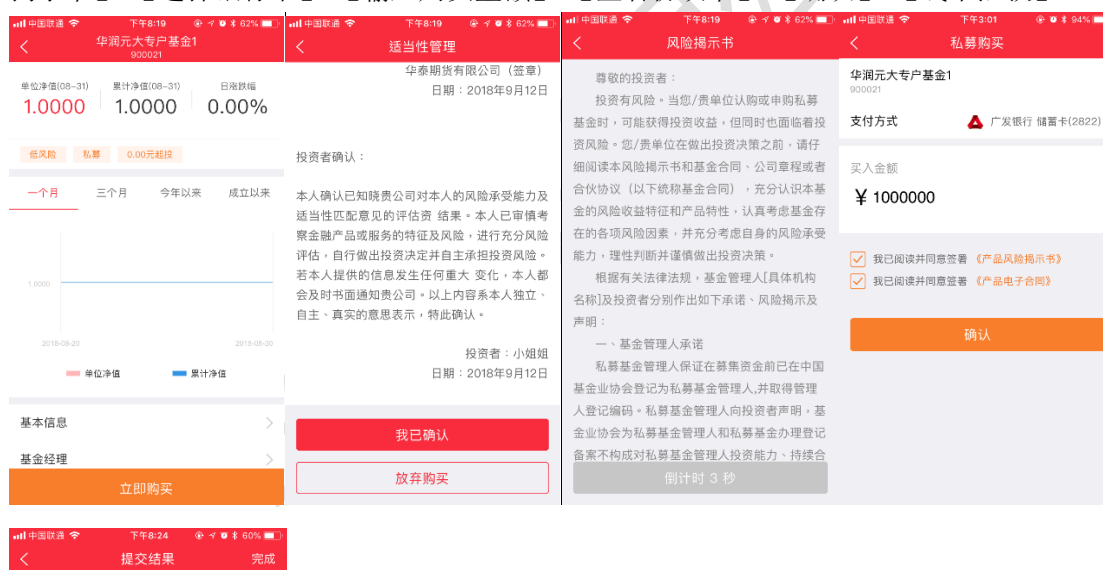 中国联通 下午8:19 62%
华润元大专户基金1
900021
单位净值(08-31) 累计净值(08-31) 日涨跌幅
1.0000 1.0000 0.00%
低风险 私募 0.00元起投
一个月 三个月 今年以来 成立以来
1.0000
2018-08-20 2018-08-30
单位净值 累计净值
基本信息
基金经理
立即购买
中国联通 下午8:19 62%
适当性管理
华泰期货有限公司（签章）
日期：2018年9月12日
投资者确认：
本人确认已知晓贵公司对本人的风险承受能力及
适当性匹配意见的评估资 结果。本人已审慎考
察金融产品或服务的特征及风险，进行充分风险
评估，自行做出投资决定并自主承担投资风险。
若本人提供的信息发生任何重大 变化，本人都
会及时书面通知贵公司。以上内容系本人独立、
自主、真实的意思表示，特此确认。
投资者：小姐姐
日期：2018年9月12日
我已确认
放弃购买
中国联通 下午8:19 62%
风险揭示书
尊敬的投资者：
投资有风险。当您/贵单位认购或申购私募
基金时，可能获得投资收益，但同时也面临着投
资风险。您/贵单位在做出投资决策之前，请仔
细阅读本风险揭示书和基金合同、公司章程或者
合伙协议（以下统称基金合同），充分认识本基
金的风险收益特征和产品特性，认真考虑基金存
在的各项风险因素，并充分考虑自身的风险承受
能力，理性判断并谨慎做出投资决策。
根据有关法律法规，基金管理人[具体机构
名称]及投资者分别作出如下承诺、风险揭示及
声明：
一、基金管理人承诺
私募基金管理人保证在募集资金前已在中国
基金业协会登记为私募基金管理人,并取得管理
人登记编码。私募基金管理人向投资者声明，基
金业协会为私募基金管理人和私募基金办理登记
备案不构成对私募基金管理人投资能力、持续合
倒计时 3 秒
中国联通 下午3:01 94%
私募购买
华润元大专户基金1
900021
支付方式 广发银行 储蓄卡(2822)
买入金额
¥ 1000000
我已阅读并同意签署 《产品风险揭示书》
我已阅读并同意签署 《产品电子合同》
确认
中国联通 下午8:24 60%
提交结果 完成